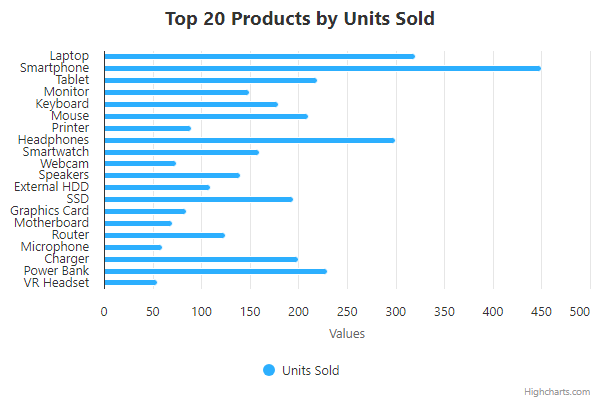 Top 20 Products by Units Sold
Laptop
Smartphone
Tablet
Monitor
Keyboard
Mouse
Printer
Headphones
Smartwatch
Webcam
Speakers
External HDD
SSD
Graphics Card
Motherboard
Router
Microphone
Charger
Power Bank
VR Headset
0 50 100 150 200 250 300 350 400 450 500
Values
Units Sold
Highcharts.com